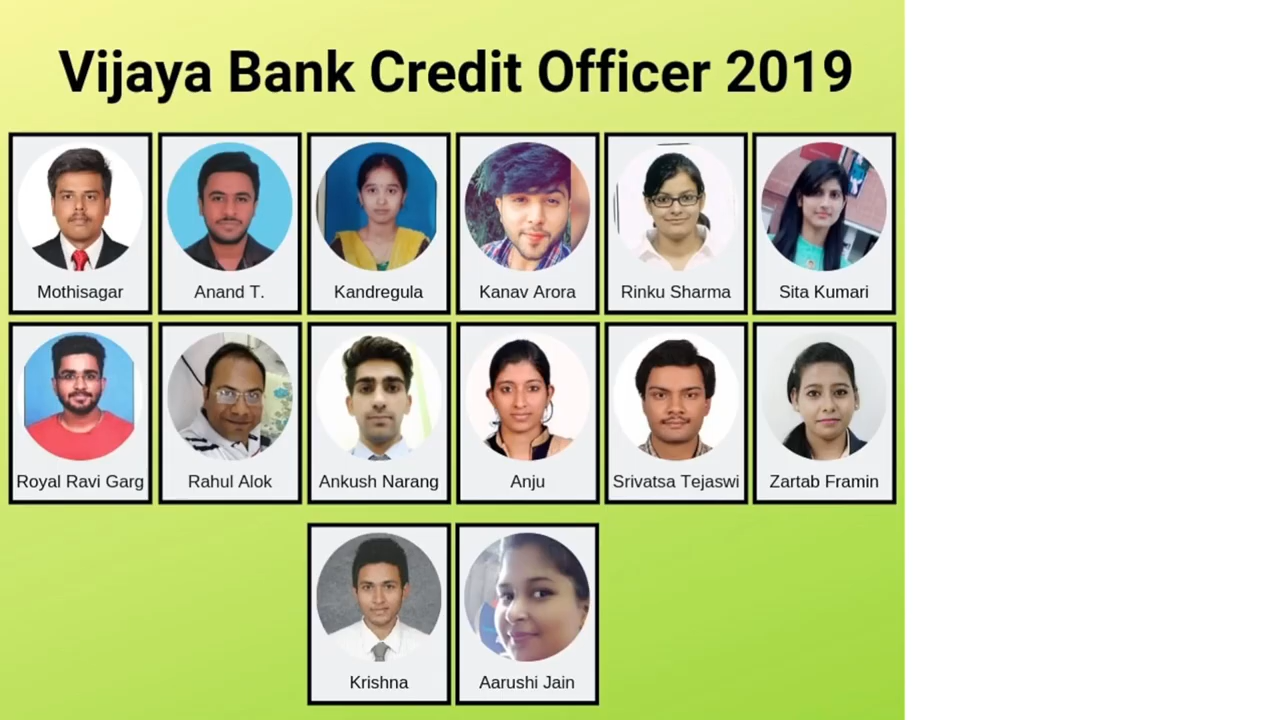 Vijaya Bank Credit Officer 2019
Mothisagar
Anand T.
Kandregula
Kanav Arora
Rinku Sharma
Sita Kumari
Royal Ravi Garg
Rahul Alok
Ankush Narang
Anju
Srivatsa Tejaswi
Zartab Framin
Krishna
Aarushi Jain